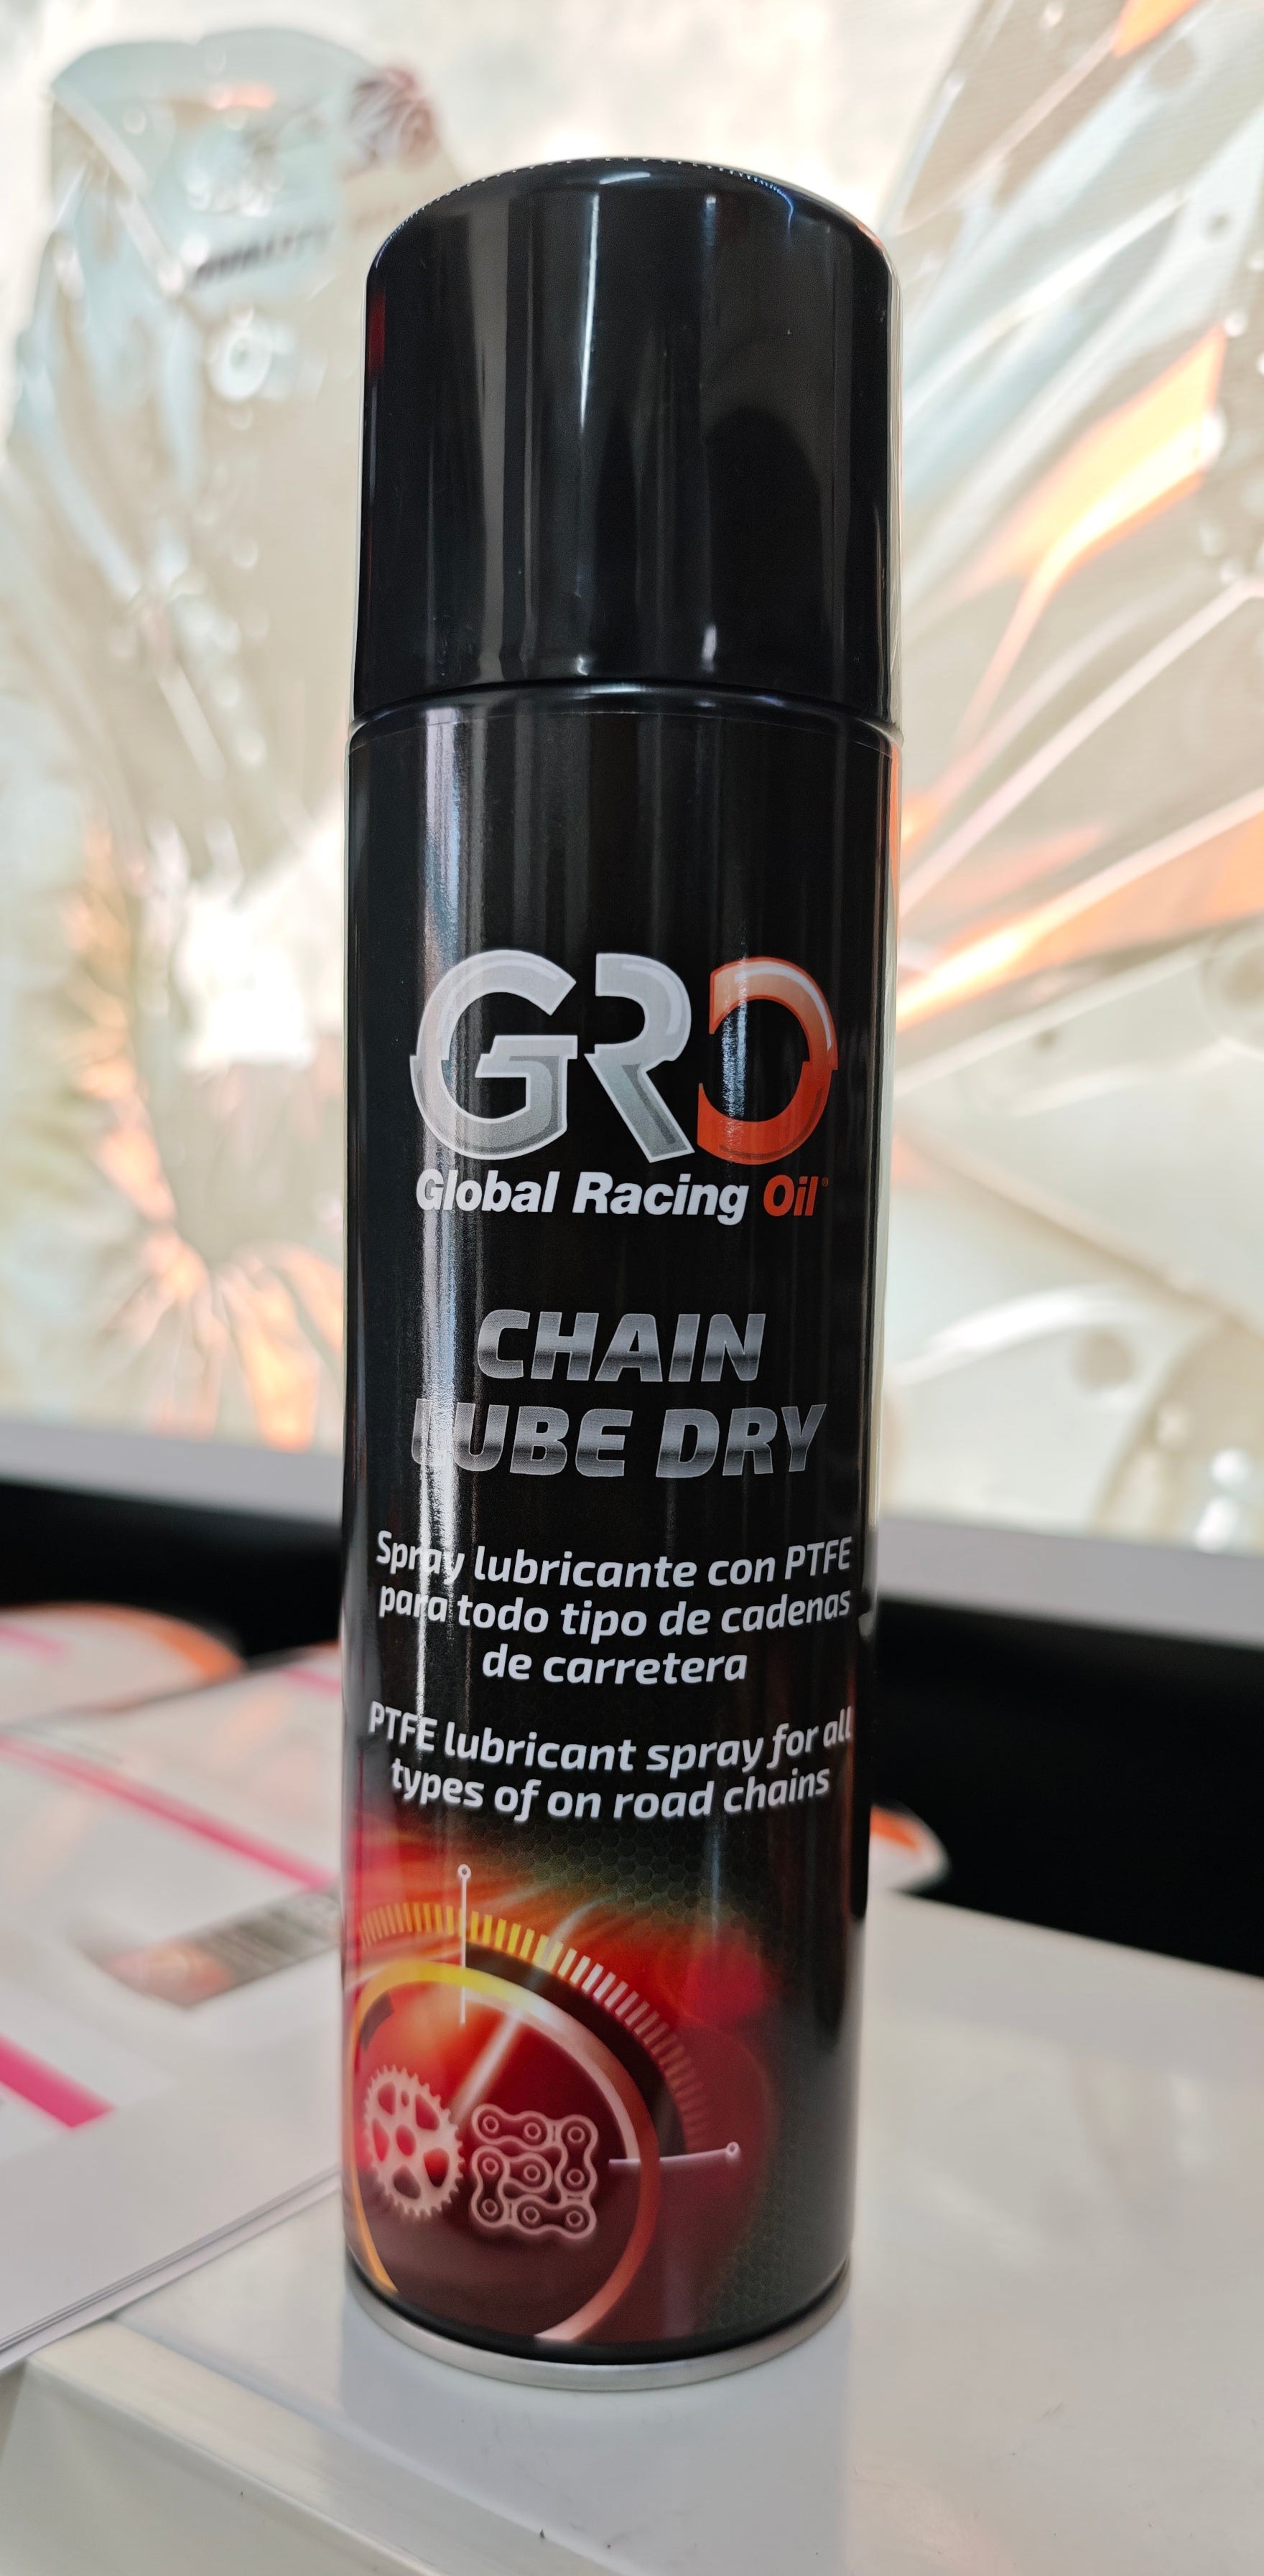 GRO
Global Racing Oil®
CHAIN
LUBE DRY
Spray lubricante con PTFE
para todo tipo de cadenas
de carretera
PTFE lubricant spray for all
types of on road chains